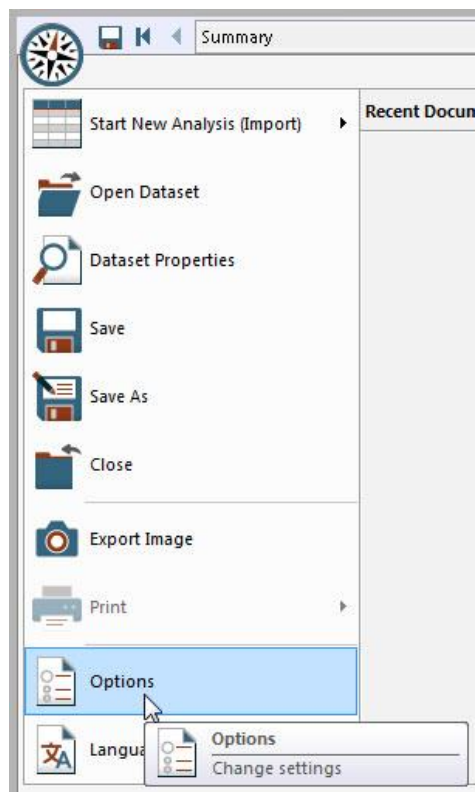 Summary
Recent Docum
Start New Analysis (Import)
Open Dataset
Dataset Properties
Save
Save As
Close
Export Image
Print
Options
Langua
Options
Change settings